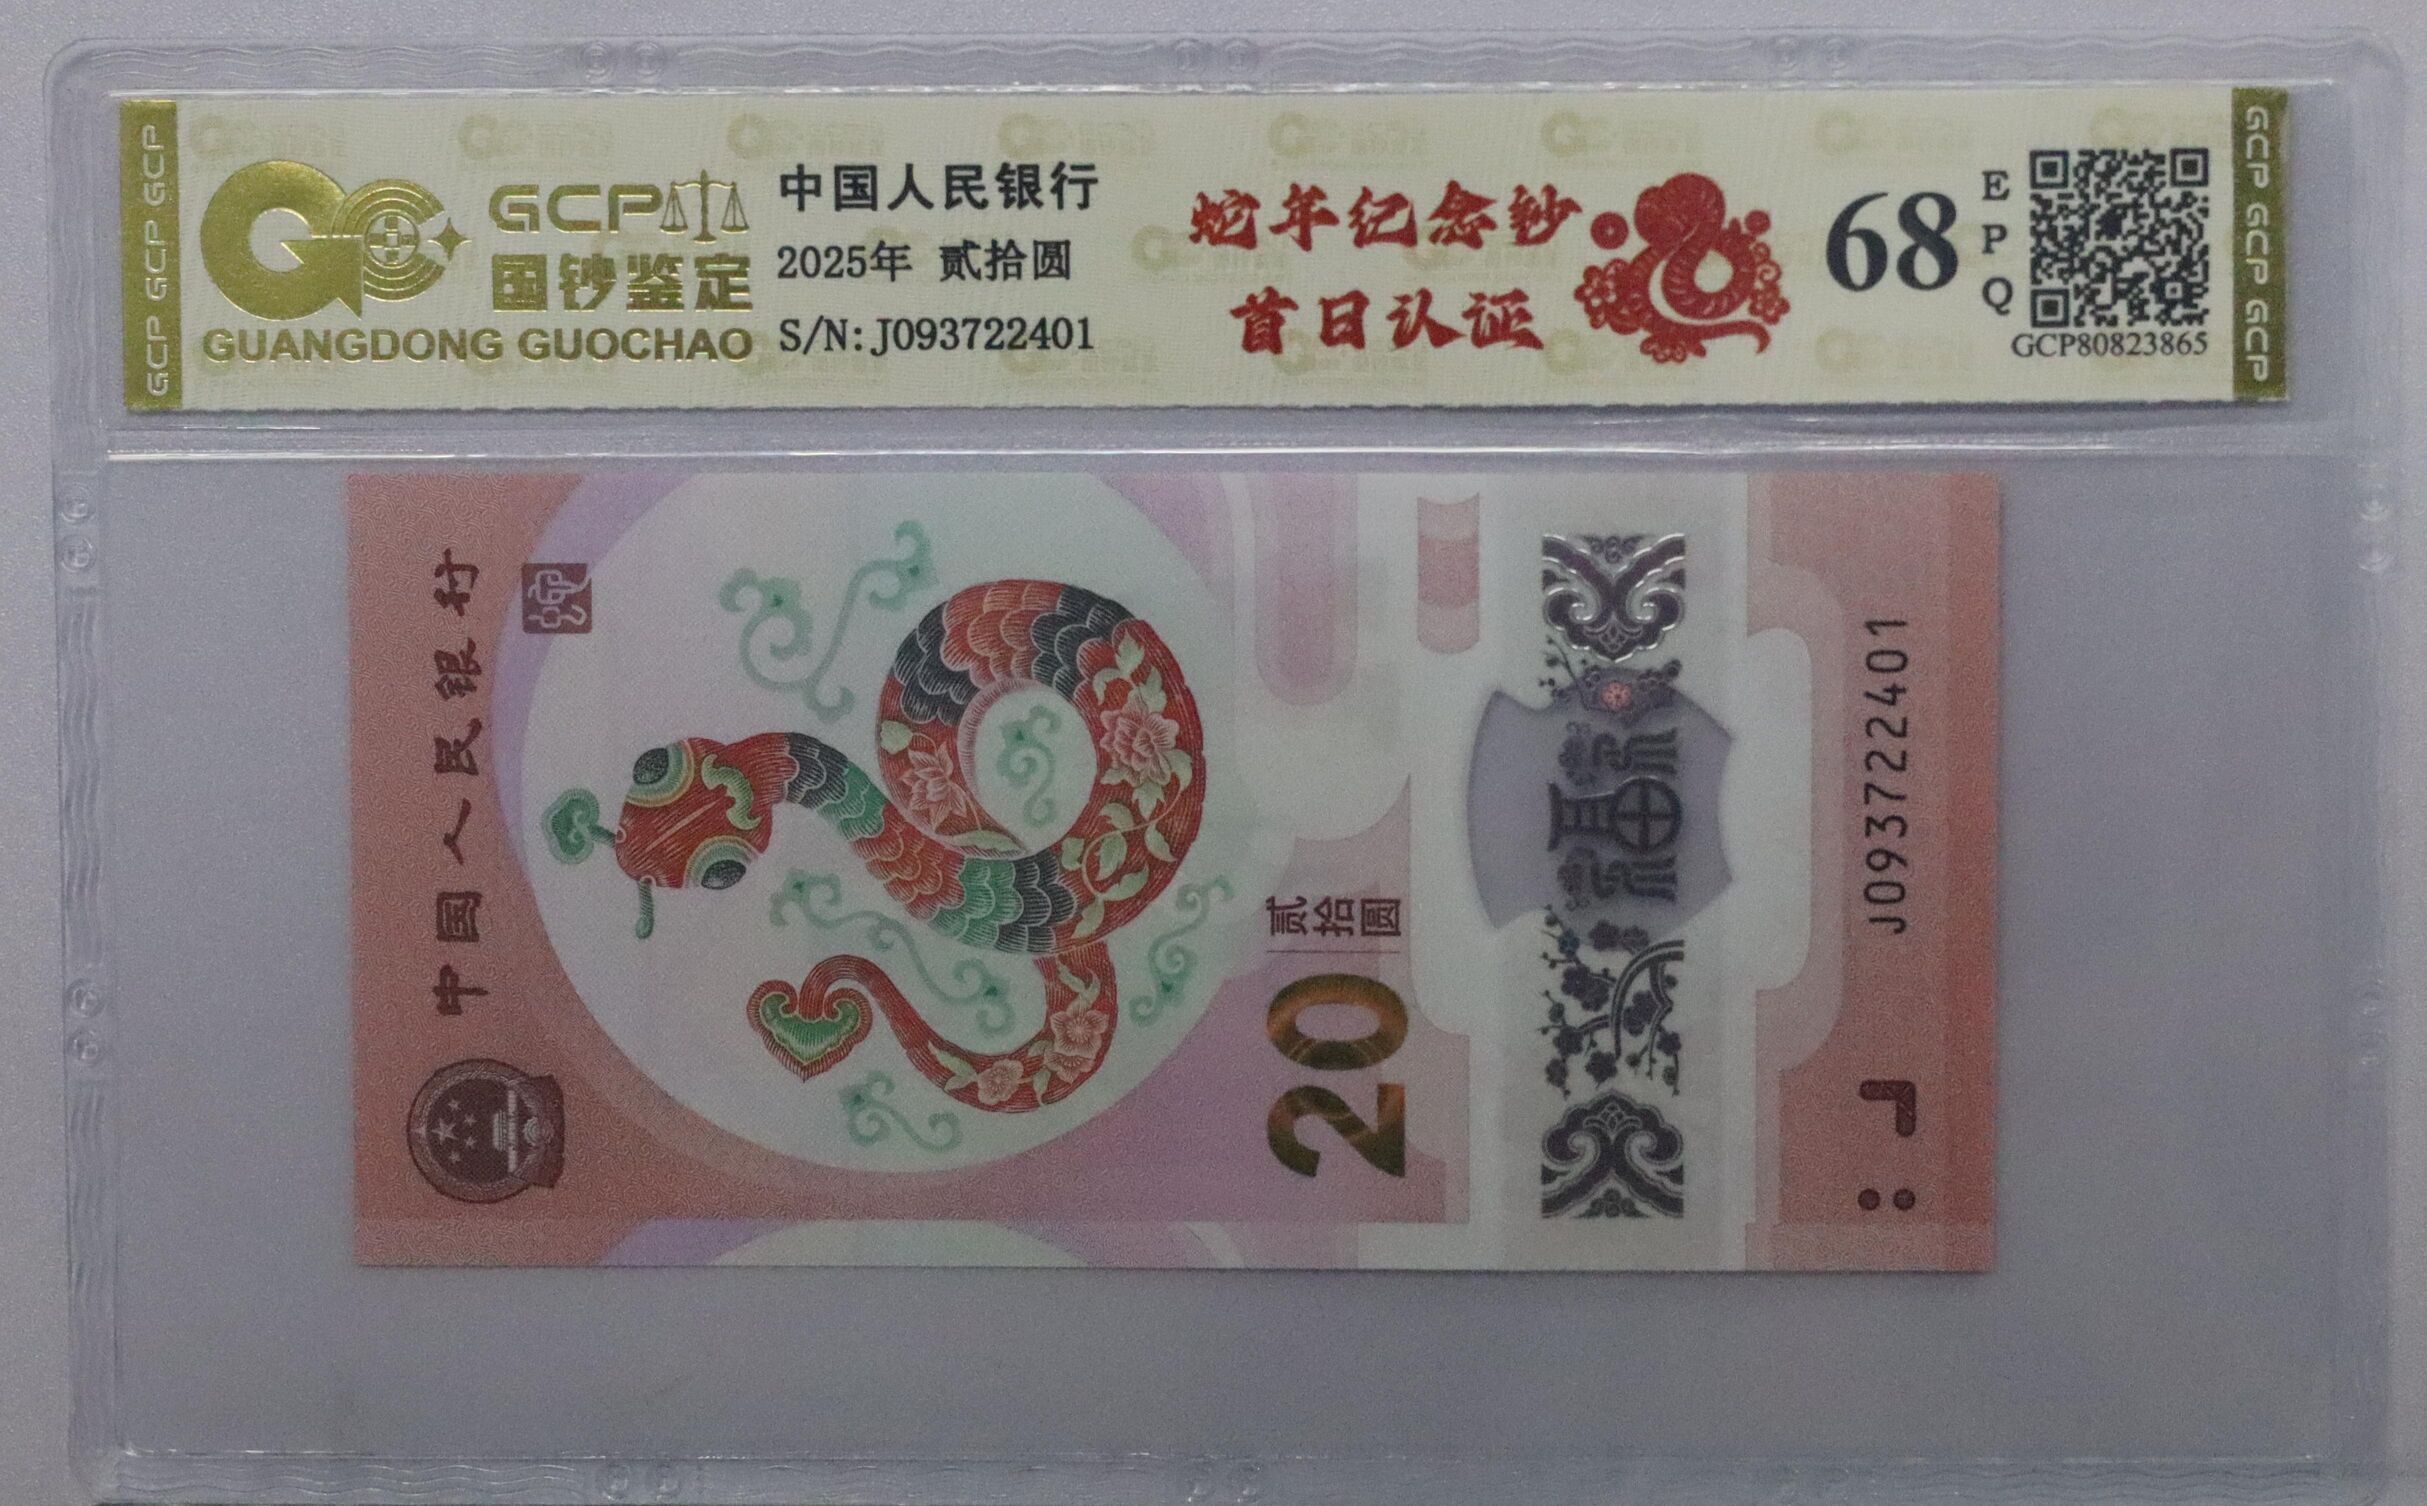 GCP GCP GCP
GCP
国钞鉴定
GUANGDONG GUOCHAO
中国人民银行
2025年 贰拾圆
S/N: J093722401
蛇年纪念钞
首日认证
68
EPQ
GCP80823865
GCP GCP GCP
中国人民银行
20
贰拾圆
福
J093722401